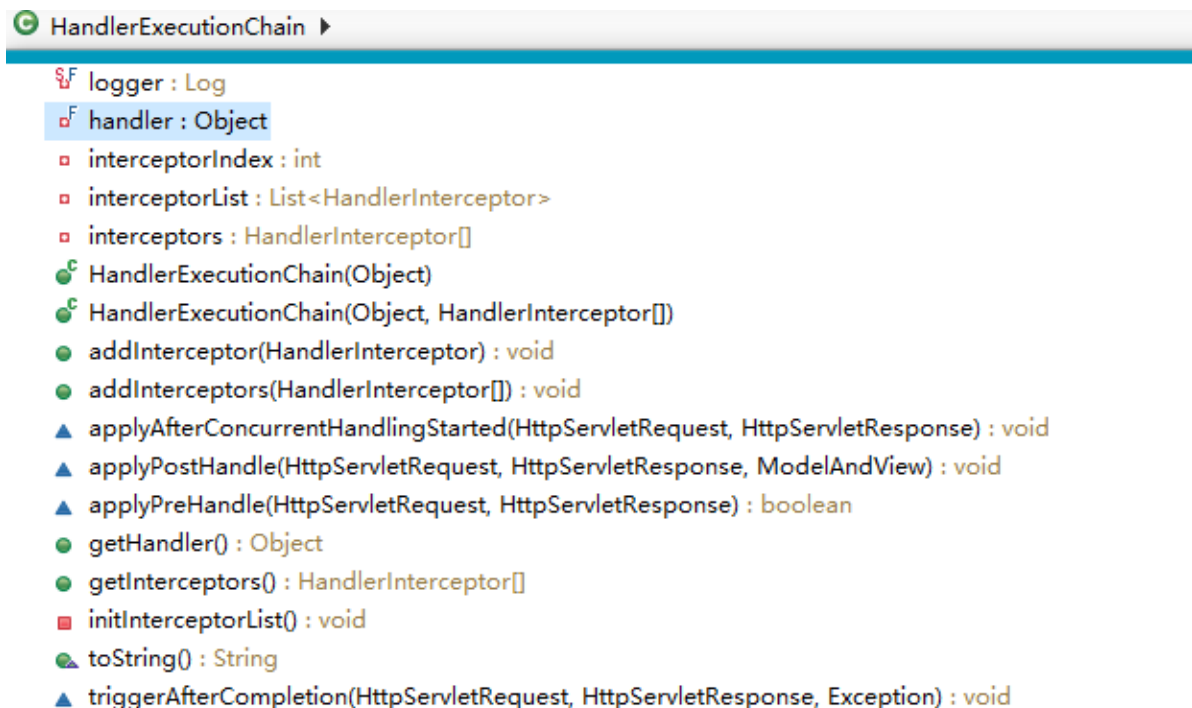 HandlerExecutionChain
logger : Log
handler : Object
interceptorIndex : int
interceptorList : List<HandlerInterceptor>
interceptors : HandlerInterceptor[]
HandlerExecutionChain(Object)
HandlerExecutionChain(Object, HandlerInterceptor[])
addInterceptor(HandlerInterceptor) : void
addInterceptors(HandlerInterceptor[]) : void
applyAfterConcurrentHandlingStarted(HttpServletRequest, HttpServletResponse) : void
applyPostHandle(HttpServletRequest, HttpServletResponse, ModelAndView) : void
applyPreHandle(HttpServletRequest, HttpServletResponse) : boolean
getHandler() : Object
getInterceptors() : HandlerInterceptor[]
initInterceptorList() : void
toString() : String
triggerAfterCompletion(HttpServletRequest, HttpServletResponse, Exception) : void